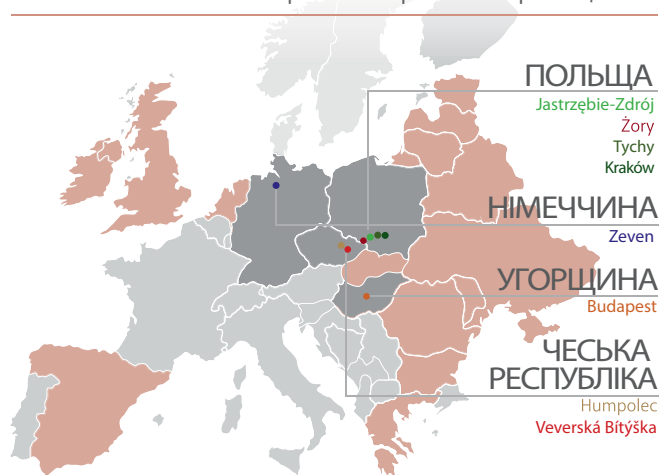 ПОЛЬЩА
Jastrzębie-Zdrój
Żory
Tychy
Kraków
НІМЕЧЧИНА
Zeven
УГОРЩИНА
Budapest
ЧЕСЬКА
РЕСПУБЛІКА
Humpolec
Veverská Bítýška